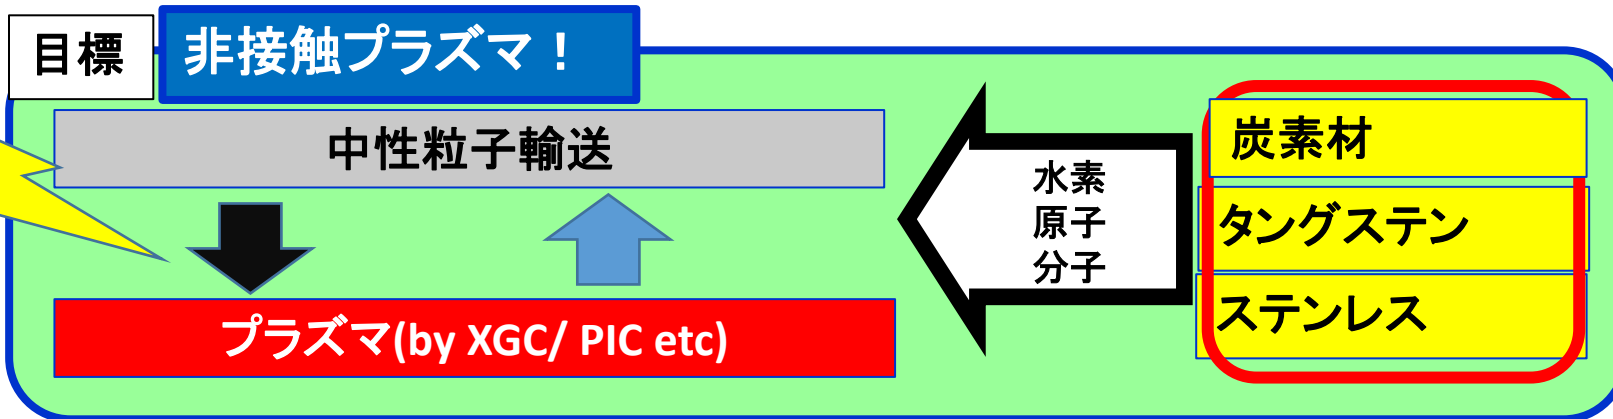 目標
非接触プラズマ！
中性粒子輸送
プラズマ(by XGC/ PIC etc)
水素
原子
分子
炭素材
タングステン
ステンレス